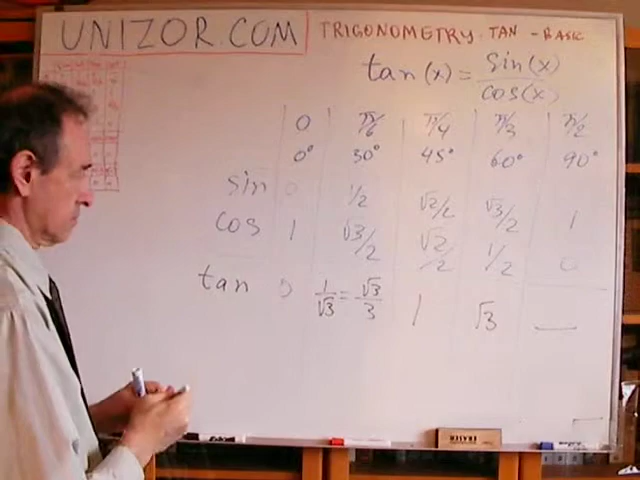 UNIZOR.COM
TRIGONOMETRY. TAN - BASIC
tan(x) = sin(x)/cos(x)
0 π/6 π/4 π/3 π/2
0° 30° 45° 60° 90°
sin 0 1/2 √2/2 √3/2 1
cos 1 √3/2 √2/2 1/2 0
tan 0 1/√3 = √3/3 1 √3 —